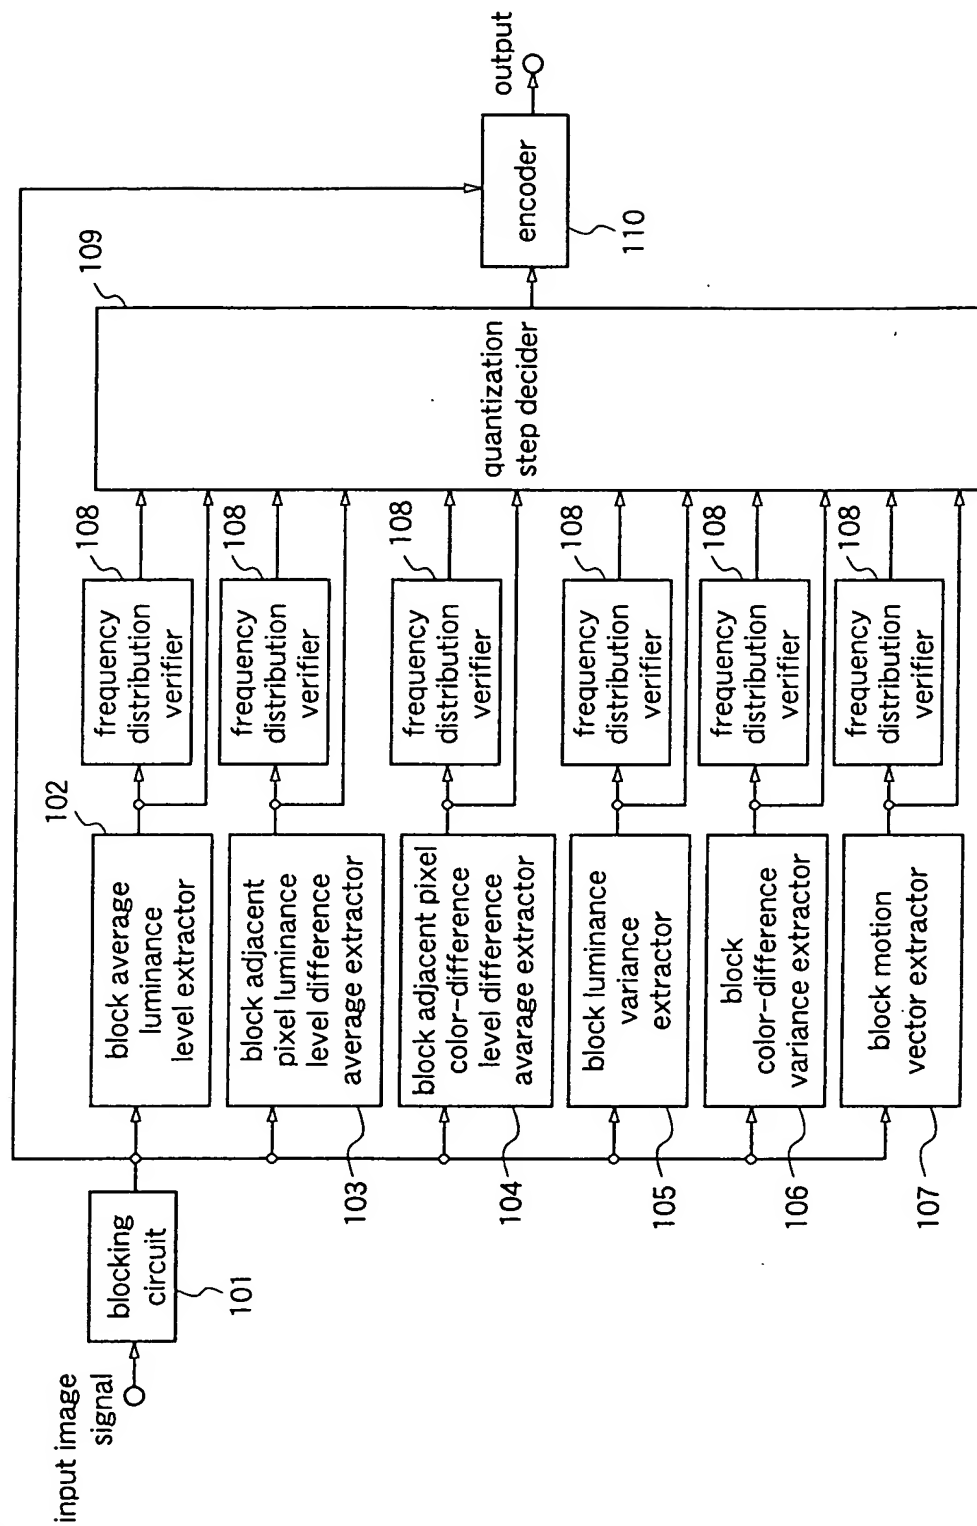 input image
signal
blocking
circuit
101
block average
luminance
level extractor
102
block adjacent
pixel luminance
level difference
average extractor
103
block adjacent pixel
color-difference
level difference
avarage extractor
104
block luminance
variance
extractor
105
block
color-difference
variance extractor
106
block motion
vector extractor
107
frequency
distribution
verifier
108
frequency
distribution
verifier
108
frequency
distribution
verifier
108
frequency
distribution
verifier
108
frequency
distribution
verifier
108
frequency
distribution
verifier
108
quantization
step decider
109
encoder
110
output